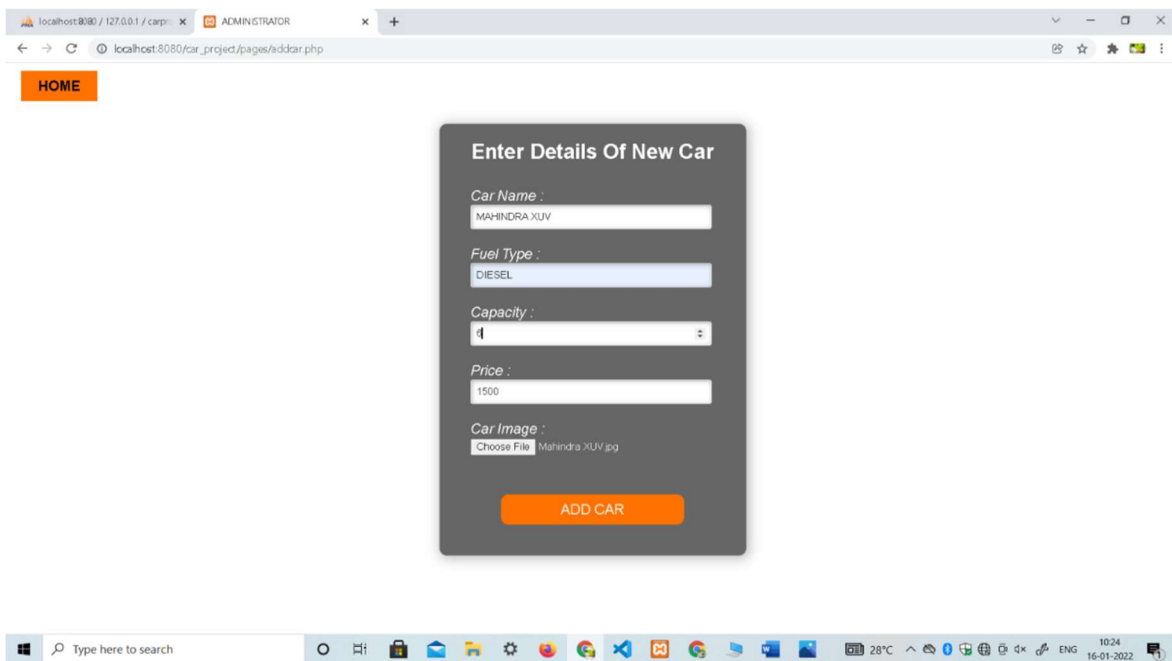 localhost:8080 / 127.0.0.1 / carpro
ADMINISTRATOR
localhost:8080/car_project/pages/addcar.php
HOME
Enter Details Of New Car
Car Name :
MAHINDRA XUV
Fuel Type :
DIESEL
Capacity :
6
Price :
1500
Car Image :
Choose File Mahindra XUV.jpg
ADD CAR
Type here to search
28°C
ENG
10:24
16-01-2022